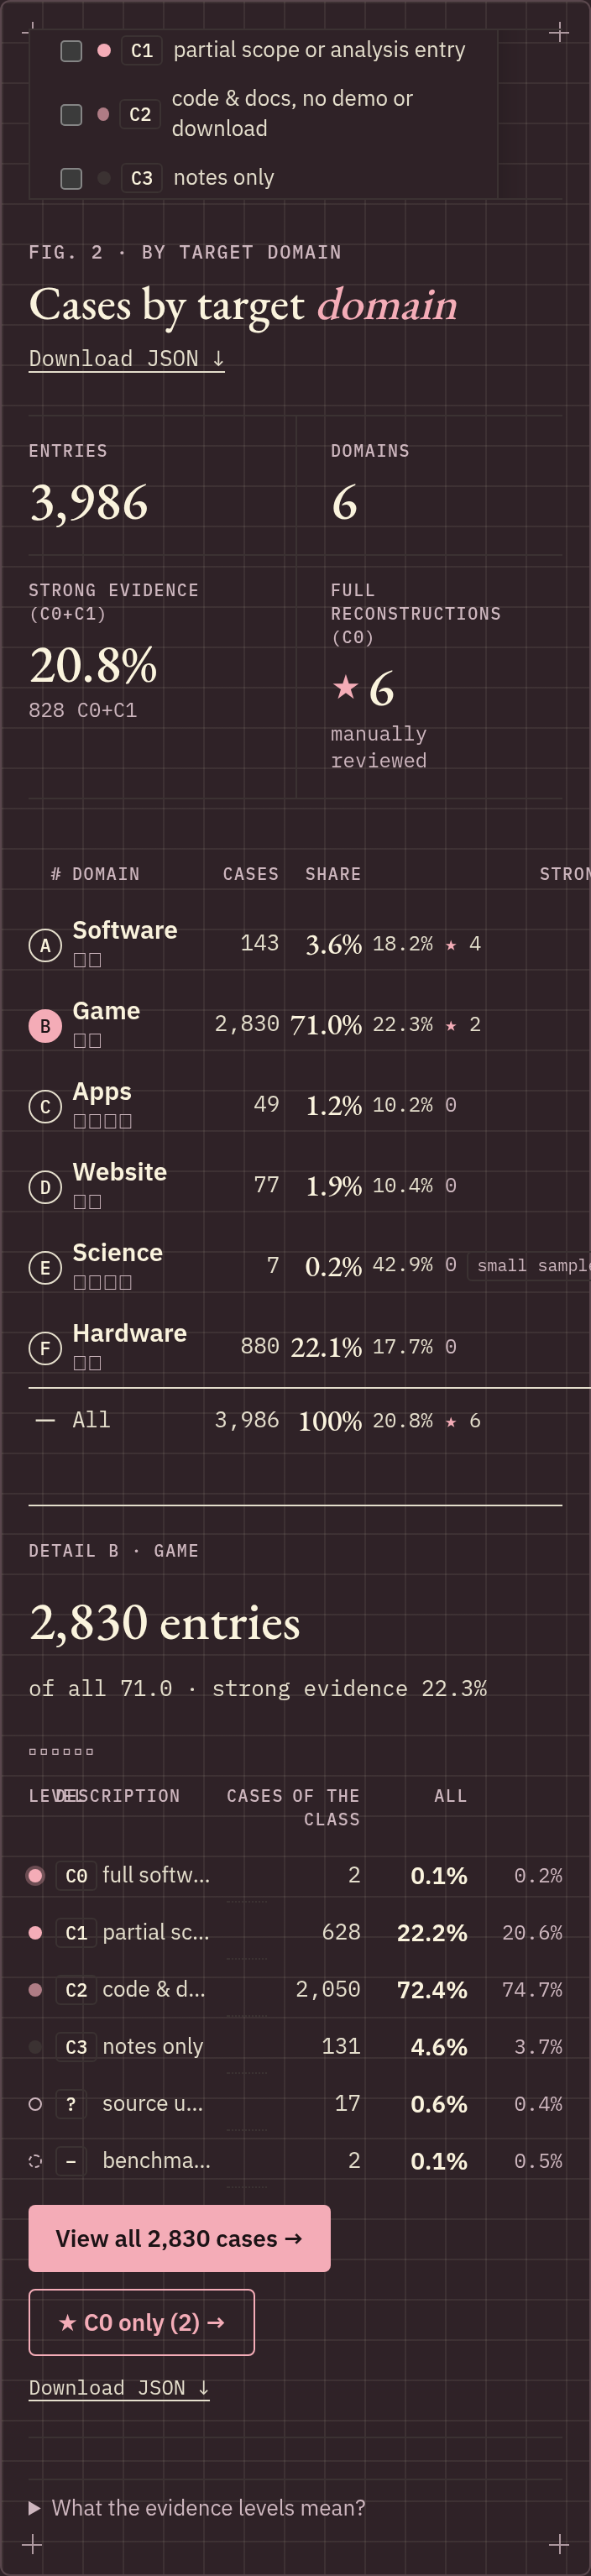 C1 partial scope or analysis entry
C2 code & docs, no demo or
download
C3 notes only
FIG. 2 · BY TARGET DOMAIN
Cases by target domain
Download JSON ↓
ENTRIES
3,986
DOMAINS
6
STRONG EVIDENCE
(C0+C1)
20.8%
828 C0+C1
FULL
RECONSTRUCTIONS
(C0)
★ 6
manually
reviewed
# DOMAIN CASES SHARE STRON
A Software 143 3.6% 18.2% ★ 4
B Game 2,830 71.0% 22.3% ★ 2
C Apps 49 1.2% 10.2% 0
D Website 77 1.9% 10.4% 0
E Science 7 0.2% 42.9% 0 small sample
F Hardware 880 22.1% 17.7% 0
— All 3,986 100% 20.8% ★ 6
DETAIL B · GAME
2,830 entries
of all 71.0 · strong evidence 22.3%
LEVEL DESCRIPTION CASES OF THE ALL
CLASS
C0 full softw... 2 0.1% 0.2%
C1 partial sc... 628 22.2% 20.6%
C2 code & d... 2,050 72.4% 74.7%
C3 notes only 131 4.6% 3.7%
? source u... 17 0.6% 0.4%
– benchma... 2 0.1% 0.5%
View all 2,830 cases →
★ C0 only (2) →
Download JSON ↓
▶ What the evidence levels mean?